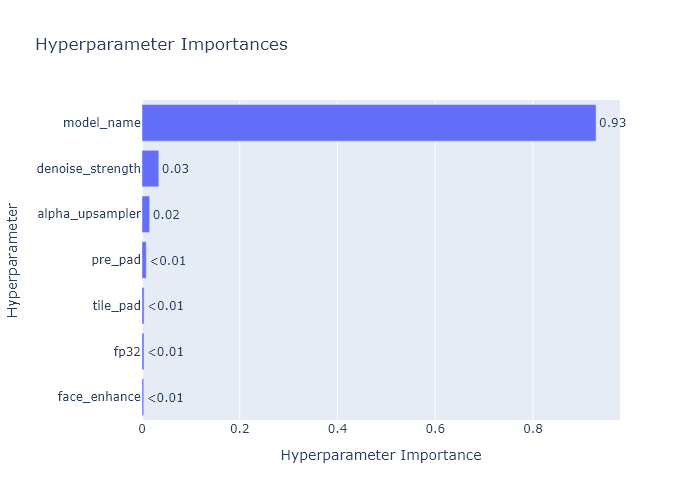 Hyperparameter Importances
Hyperparameter
model_name 0.93
denoise_strength 0.03
alpha_upsampler 0.02
pre_pad <0.01
tile_pad <0.01
fp32 <0.01
face_enhance <0.01
0 0.2 0.4 0.6 0.8
Hyperparameter Importance